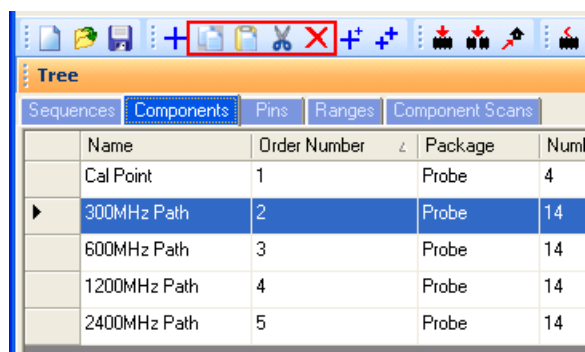 Tree
Sequences Components Pins Ranges Component Scans
Name Order Number Package
Cal Point 1 Probe 4
300MHz Path 2 Probe 14
600MHz Path 3 Probe 14
1200MHz Path 4 Probe 14
2400MHz Path 5 Probe 14